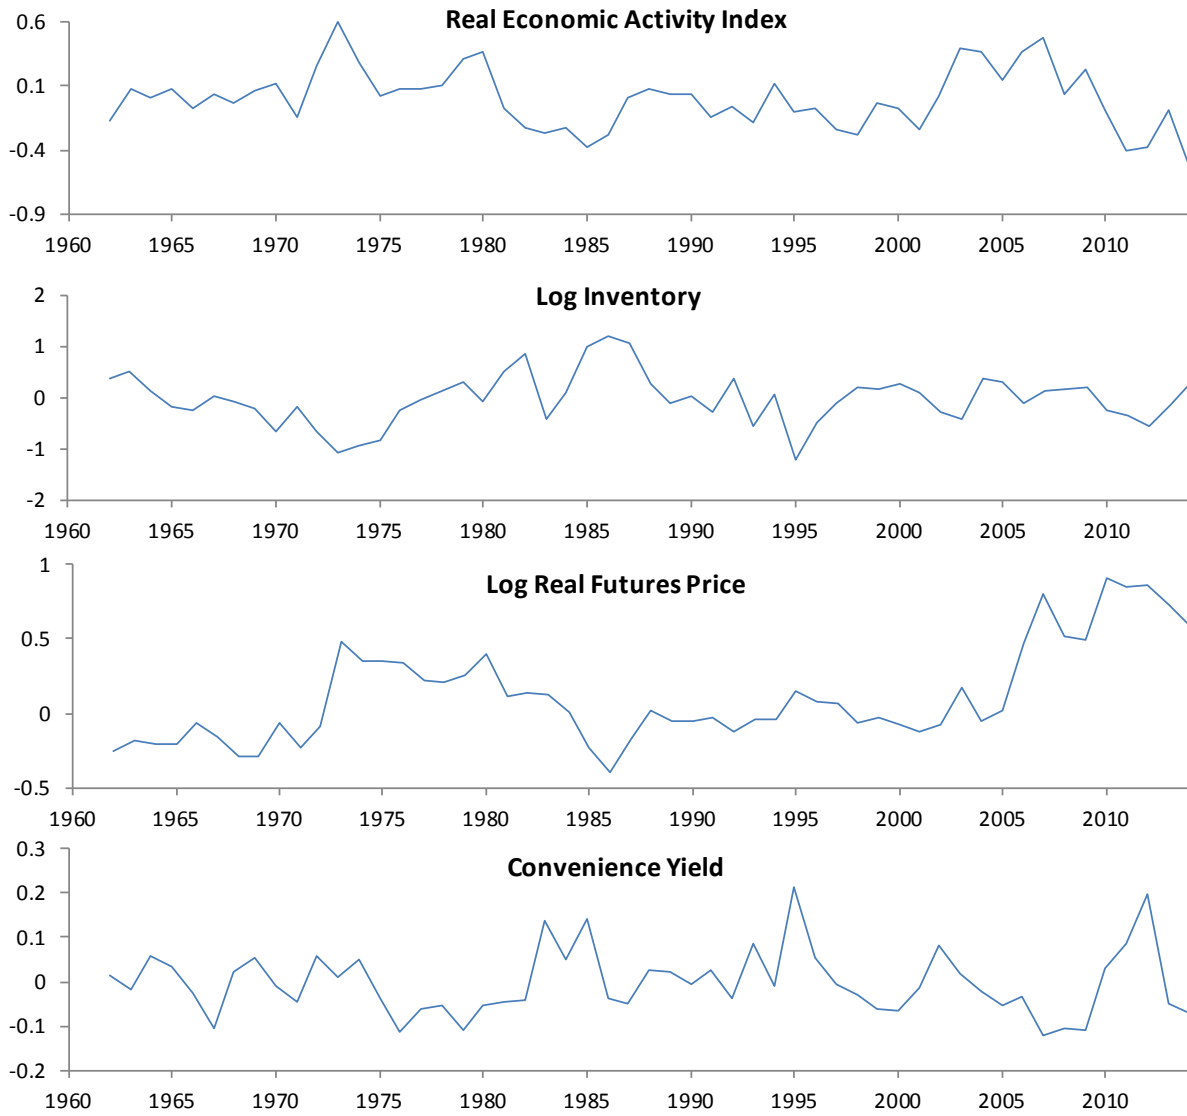 Real Economic Activity Index
0.6
0.1
-0.4
-0.9
1960 1965 1970 1975 1980 1985 1990 1995 2000 2005 2010
Log Inventory
2
1
0
-1
-2
1960 1965 1970 1975 1980 1985 1990 1995 2000 2005 2010
Log Real Futures Price
1
0.5
0
-0.5
1960 1965 1970 1975 1980 1985 1990 1995 2000 2005 2010
Convenience Yield
0.3
0.2
0.1
0
-0.1
-0.2
1960 1965 1970 1975 1980 1985 1990 1995 2000 2005 2010